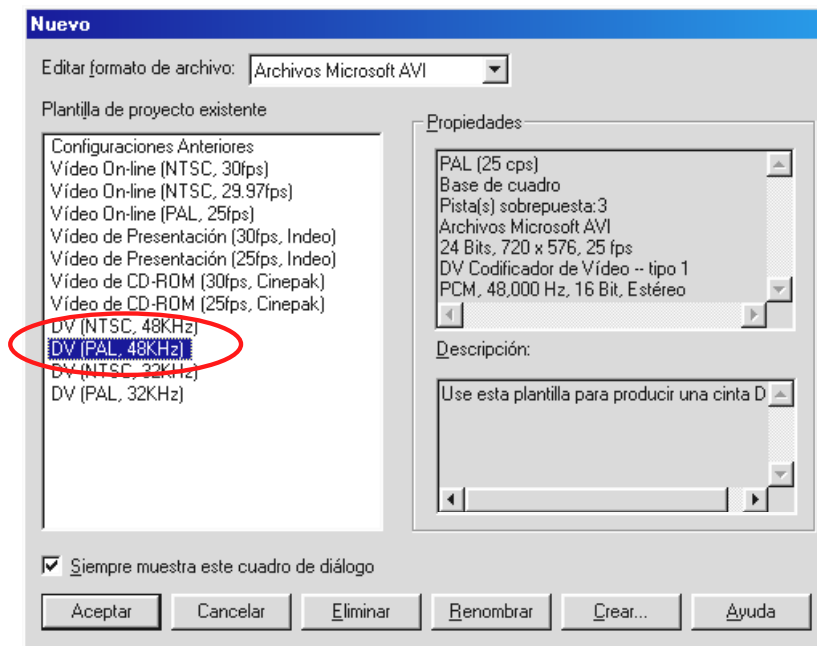 Nuevo
Editar formato de archivo: Archivos Microsoft AVI
Plantilla de proyecto existente
Configuraciones Anteriores
Vídeo On-line (NTSC, 30fps)
Vídeo On-line (NTSC, 29.97fps)
Vídeo On-line (PAL, 25fps)
Vídeo de Presentación (30fps, Indeo)
Vídeo de Presentación (25fps, Indeo)
Vídeo de CD-ROM (30fps, Cinepak)
Vídeo de CD-ROM (25fps, Cinepak)
DV (NTSC, 48KHz)
DV (PAL, 48KHz)
DV (NTSC, 32KHz)
DV (PAL, 32KHz)
Propiedades
PAL (25 cps)
Base de cuadro
Pista(s) sobrepuesta:3
Archivos Microsoft AVI
24 Bits, 720 x 576, 25 fps
DV Codificador de Vídeo -- tipo 1
PCM, 48,000 Hz, 16 Bit, Estéreo
Descripción:
Use esta plantilla para producir una cinta D
Siempre muestra este cuadro de diálogo
Aceptar Cancelar Eliminar Renombrar Crear... Ayuda